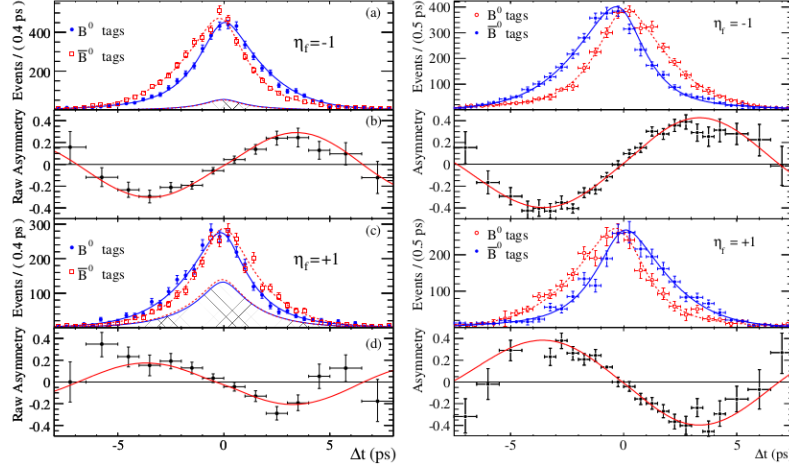 Events / (0.4 ps)
400
200
B⁰ tags
B̅⁰ tags
(a)
η_f=-1
Raw Asymmetry
0.4
0.2
0
-0.2
-0.4
(b)
Events / (0.4 ps)
300
200
100
B⁰ tags
B̅⁰ tags
(c)
η_f=+1
Raw Asymmetry
0.4
0.2
0
-0.2
-0.4
(d)
-5
0
5
Δt (ps)
Events / (0.5 ps)
400
300
200
100
B⁰ tags
B̅⁰ tags
η_f = -1
Asymmetry
0.4
0.2
0
-0.2
-0.4
Events / (0.5 ps)
200
100
B⁰ tags
B̅⁰ tags
η_f = +1
Asymmetry
0.4
0.2
0
-0.2
-0.4
-5
0
5
Δt (ps)